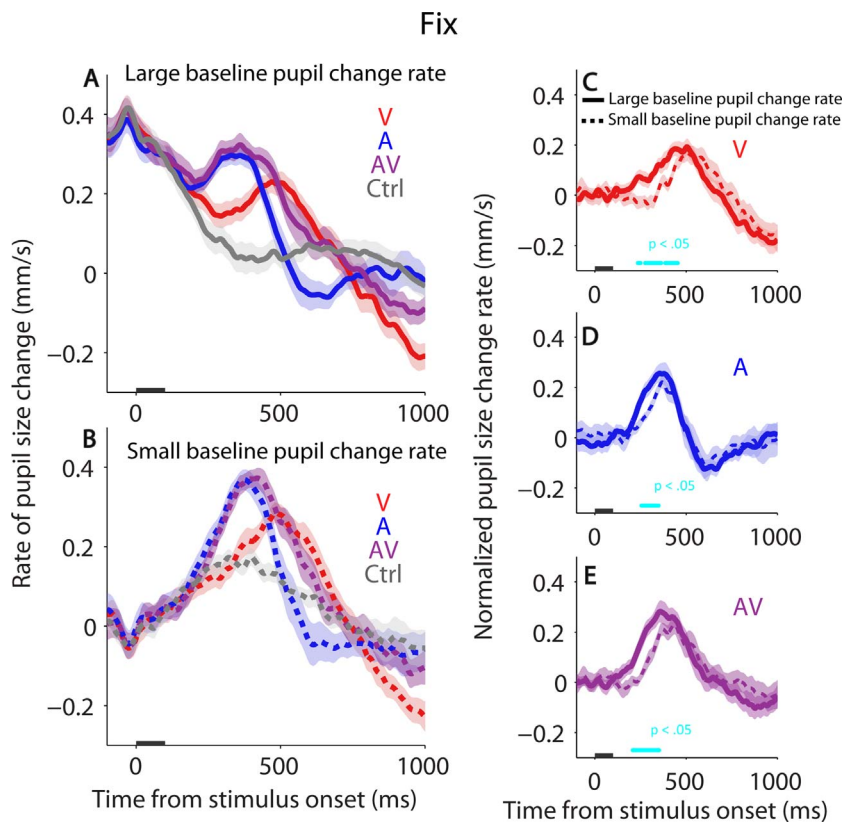 Fix
A Large baseline pupil change rate
V
A
AV
Ctrl
0.4
0.2
0
−0.2
0 500 1000
B
Small baseline pupil change rate
V
A
AV
Ctrl
0.4
0.2
0
−0.2
0 500 1000
Time from stimulus onset (ms)
Rate of pupil size change (mm/s)
C
Large baseline pupil change rate
Small baseline pupil change rate
V
0.4
0.2
0
−0.2
p < .05
0 500 1000
D
A
0.4
0.2
0
−0.2
p < .05
0 500 1000
E
AV
0.4
0.2
0
−0.2
p < .05
0 500 1000
Time from stimulus onset (ms)
Normalized pupil size change rate (mm/s)